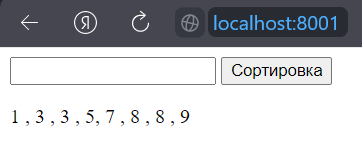 Я localhost:8001
Сортировка
1 , 3 , 3 , 5, 7 , 8 , 8 , 9